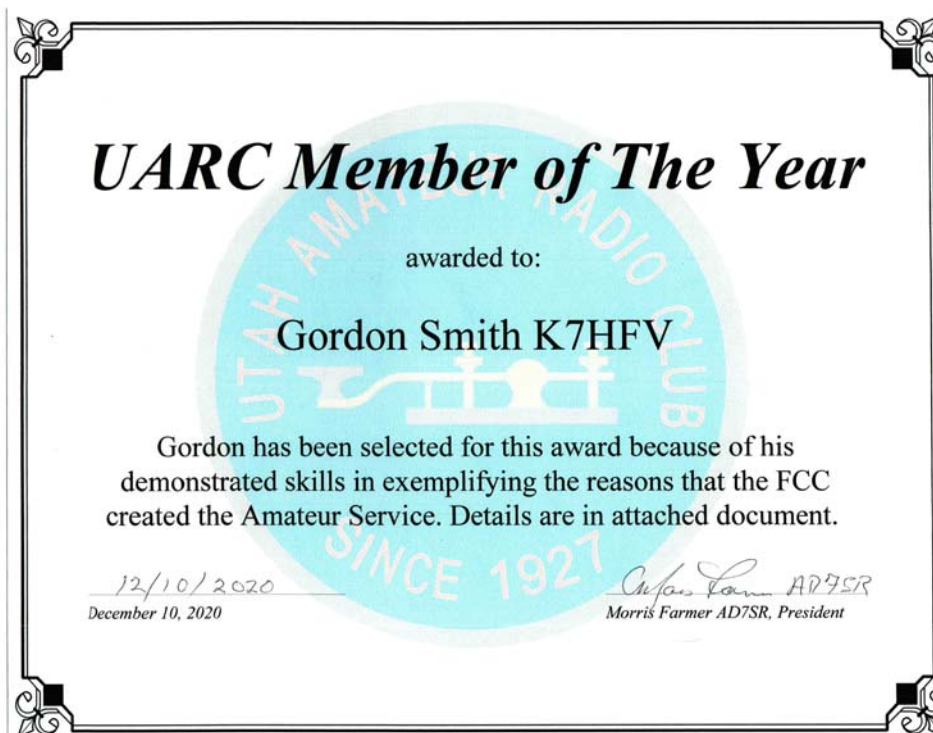 UARC Member of The Year
UTAH AMATEUR RADIO CLUB
awarded to:
Gordon Smith K7HFV
Gordon has been selected for this award because of his
demonstrated skills in exemplifying the reasons that the FCC
created the Amateur Service. Details are in attached document.
SINCE 1927
12/10/2020
December 10, 2020
AD7SR
Morris Farmer AD7SR, President